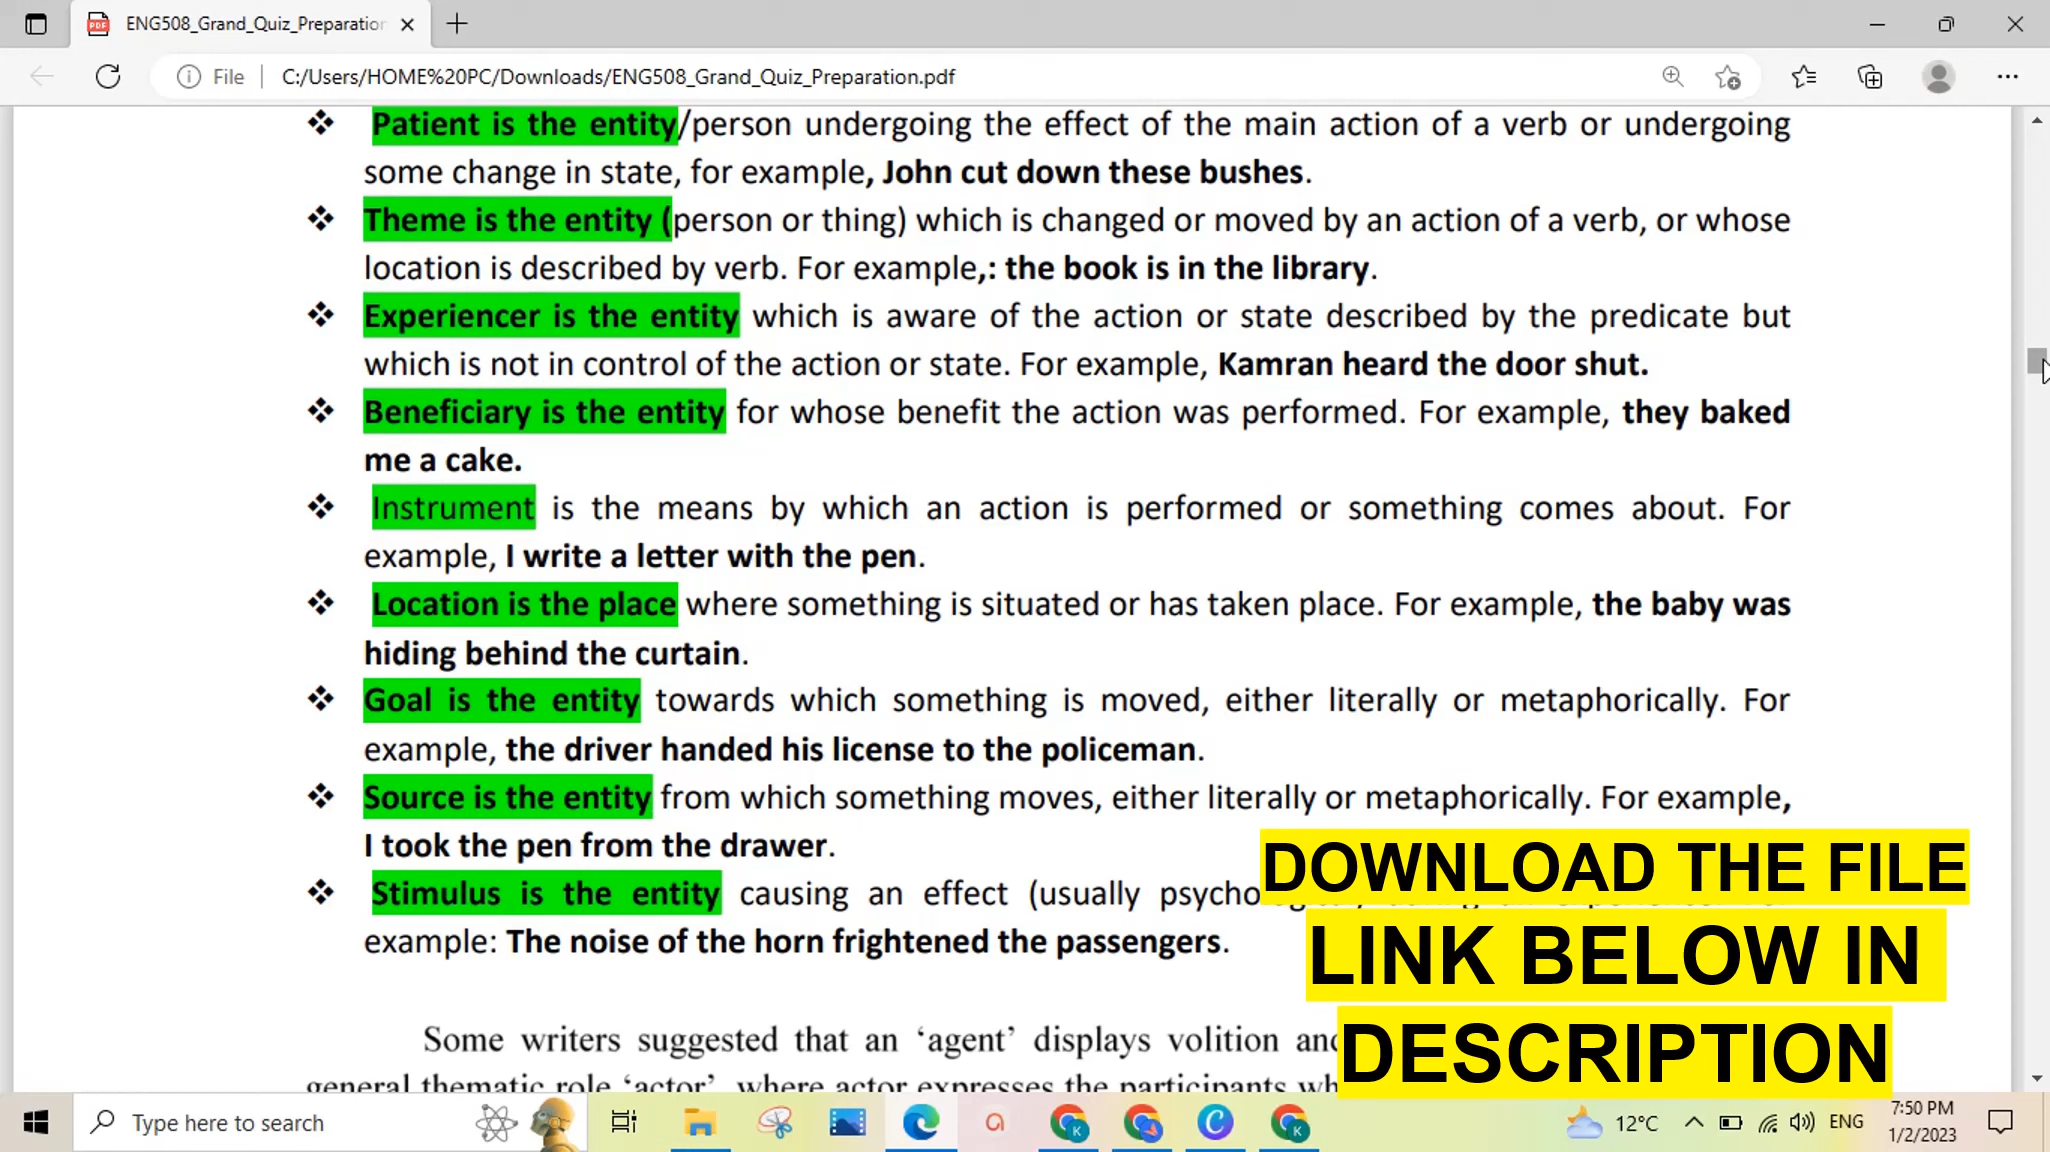 ENG508_Grand_Quiz_Preparation
File
C:/Users/HOME%20PC/Downloads/ENG508_Grand_Quiz_Preparation.pdf
❖ Patient is the entity/person undergoing the effect of the main action of a verb or undergoing
some change in state, for example, John cut down these bushes.
❖ Theme is the entity (person or thing) which is changed or moved by an action of a verb, or whose
location is described by verb. For example,: the book is in the library.
❖ Experiencer is the entity which is aware of the action or state described by the predicate but
which is not in control of the action or state. For example, Kamran heard the door shut.
❖ Beneficiary is the entity for whose benefit the action was performed. For example, they baked
me a cake.
❖ Instrument is the means by which an action is performed or something comes about. For
example, I write a letter with the pen.
❖ Location is the place where something is situated or has taken place. For example, the baby was
hiding behind the curtain.
❖ Goal is the entity towards which something is moved, either literally or metaphorically. For
example, the driver handed his license to the policeman.
❖ Source is the entity from which something moves, either literally or metaphorically. For example,
I took the pen from the drawer.
❖ Stimulus is the entity causing an effect (usually
example: The noise of the horn frightened the passengers.
DOWNLOAD THE FILE
LINK BELOW IN
DESCRIPTION
Some writers suggested that an ‘agent’ displays volition
general thematic role ‘actor’, where actor expresses the participants
Type here to search
12°C
ENG
7:50 PM
1/2/2023